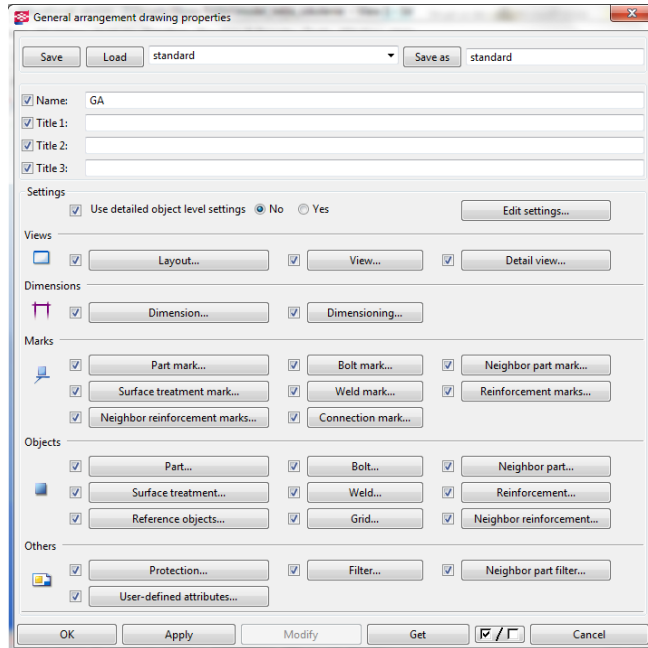 General arrangement drawing properties
Save Load standard Save as standard
Name: GA
Title 1:
Title 2:
Title 3:
Settings
Use detailed object level settings No Yes Edit settings...
Views
Layout... View... Detail view...
Dimensions
Dimension... Dimensioning...
Marks
Part mark... Bolt mark... Neighbor part mark...
Surface treatment mark... Weld mark... Reinforcement marks...
Neighbor reinforcement marks... Connection mark...
Objects
Part... Bolt... Neighbor part...
Surface treatment... Weld... Reinforcement...
Reference objects... Grid... Neighbor reinforcement...
Others
Protection... Filter... Neighbor part filter...
User-defined attributes...
OK Apply Modify Get / Cancel